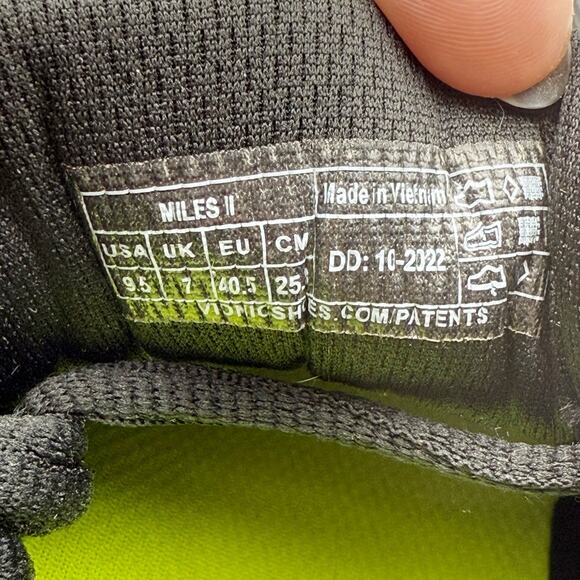 MILES II
Made in Vietnam
USA UK EU CM
DD: 10-2022
9.5 7 40.5 25
VIONICSHOES.COM/PATENTS